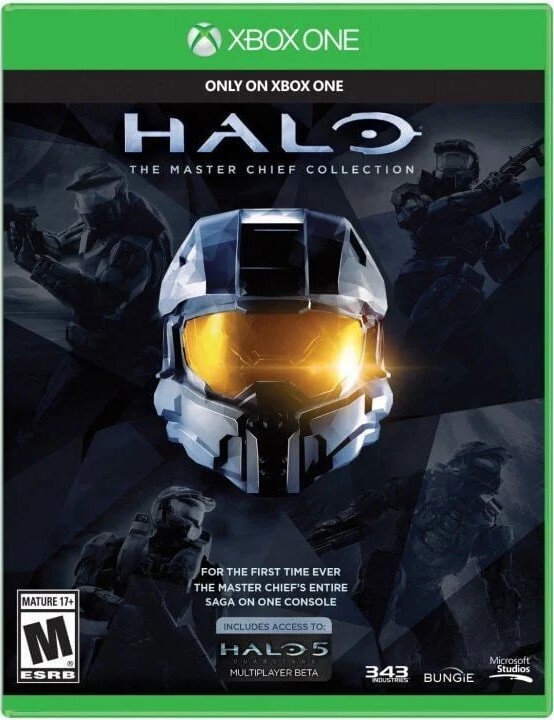 XBOX ONE
ONLY ON XBOX ONE
HALO
THE MASTER CHIEF COLLECTION
FOR THE FIRST TIME EVER
THE MASTER CHIEF'S ENTIRE
SAGA ON ONE CONSOLE
INCLUDES ACCESS TO:
HALO 5
GUARDIANS
MULTIPLAYER BETA
MATURE 17+
M
®
ESRB
343
INDUSTRIES
BUNGiE
Microsoft
Studios